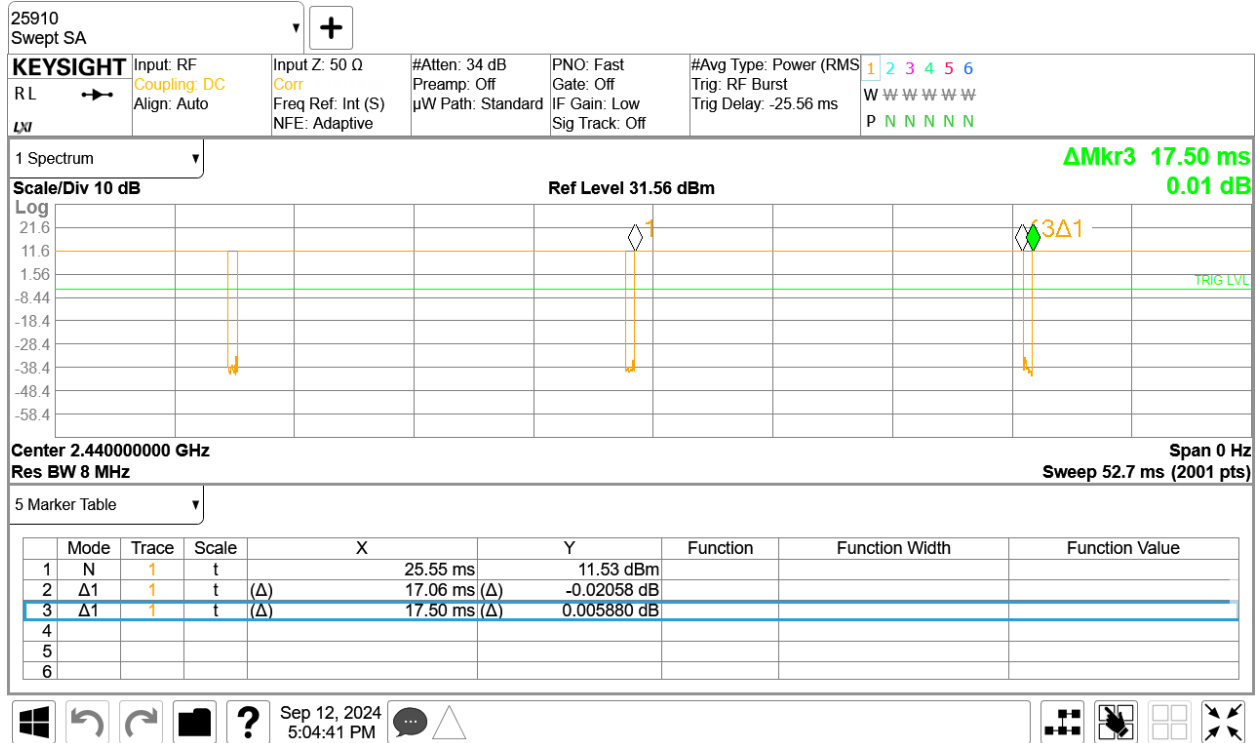 25910
Swept SA
KEYSIGHT
RL
LXI
Input: RF
Coupling: DC
Align: Auto
Input Z: 50 Ω
Corr
Freq Ref: Int (S)
NFE: Adaptive
#Atten: 34 dB
Preamp: Off
µW Path: Standard
PNO: Fast
Gate: Off
IF Gain: Low
Sig Track: Off
#Avg Type: Power (RMS
Trig: RF Burst
Trig Delay: -25.56 ms
1 2 3 4 5 6
W W W W W W
P N N N N N
1 Spectrum
ΔMkr3 17.50 ms
0.01 dB
Scale/Div 10 dB
Ref Level 31.56 dBm
Log
21.6
11.6
1.56
-8.44
-18.4
-28.4
-38.4
-48.4
-58.4
1
3Δ1
TRIG LVL
Center 2.440000000 GHz
Span 0 Hz
Res BW 8 MHz
Sweep 52.7 ms (2001 pts)
5 Marker Table
Mode Trace Scale X Y Function Function Width Function Value
1 N 1 t 25.55 ms 11.53 dBm
2 Δ1 1 t (Δ) 17.06 ms (Δ) -0.02058 dB
3 Δ1 1 t (Δ) 17.50 ms (Δ) 0.005880 dB
4
5
6
Sep 12, 2024
5:04:41 PM